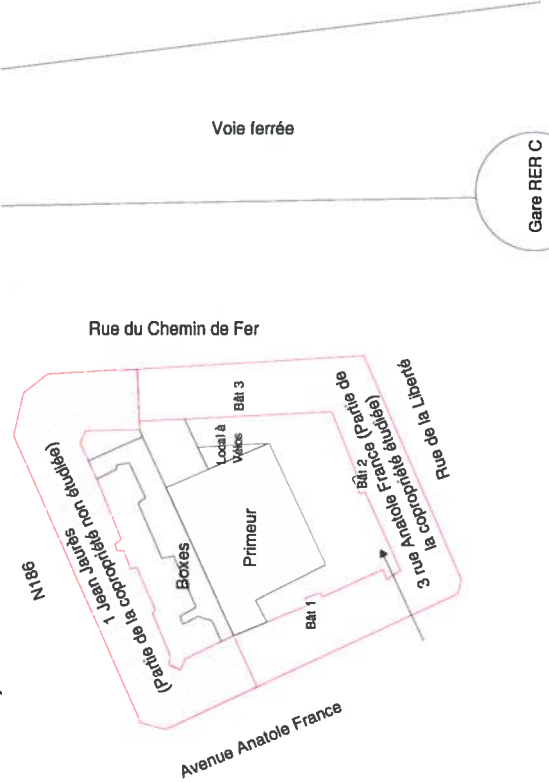 Voie ferrée
Gare RER C
Rue du Chemin de Fer
N186
1 Jean Jaurès
(Partie de la copropriété non étudiée)
Boxes
Primeur
Local à
Vélos
Bât 3
Bât 2
Bât 1
3 rue Anatole France (Partie de
la copropriété étudiée)
Rue de la Liberté
Avenue Anatole France